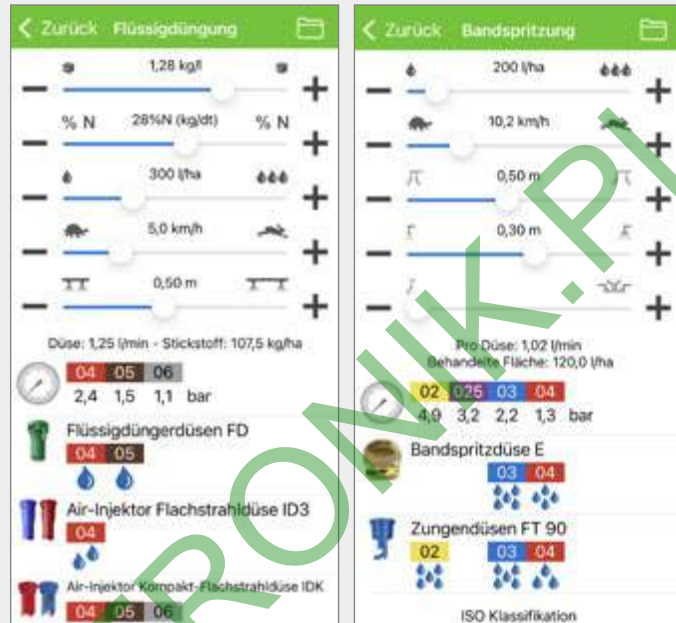 Zurück Flüssigdüngung
1,28 kg/l
% N 28%N (kg/dt) % N
300 l/ha
5,0 km/h
0,50 m
Düse: 1,25 l/min - Stickstoff: 107,5 kg/ha
04 05 06
2,4 1,5 1,1 bar
Flüssigdüngerdüsen FD
04 05
Air-Injektor Flachstrahldüse ID3
04
Air-Injektor Kompakt-Flachstrahldüse IDK
04 05 06
Zurück Bandspritzung
200 l/ha
10,2 km/h
0,50 m
0,30 m
Pro Düse: 1,02 l/min
Behandelte Fläche: 120,0 l/ha
02 025 03 04
4,9 3,2 2,2 1,3 bar
Bandspritzdüse E
03 04
Zungendüsen FT 90
02 03 04
ISO Klassifikation